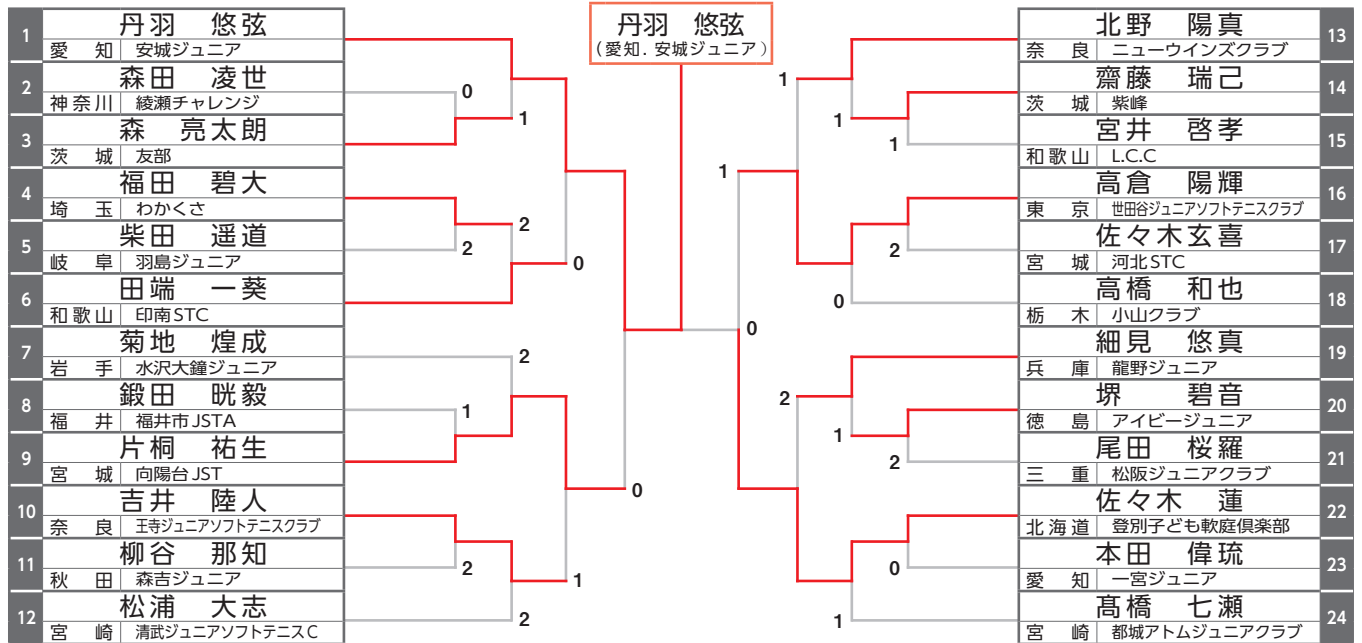 丹羽 悠弦
(愛知. 安城ジュニア)
1
丹羽 悠弦
愛知 安城ジュニア
2
森田 凌世
神奈川 綾瀬チャレンジ
3
森 亮太朗
茨城 友部
4
福田 碧大
埼玉 わかくさ
5
柴田 遥道
岐阜 羽島ジュニア
6
田端 一葵
和歌山 印南STC
7
菊地 煌成
岩手 水沢大鐘ジュニア
8
鍛田 晄毅
福井 福井市JSTA
9
片桐 祐生
宮城 向陽台JST
10
吉井 陸人
奈良 王寺ジュニアソフトテニスクラブ
11
柳谷 那知
秋田 森吉ジュニア
12
松浦 大志
宮崎 清武ジュニアソフトテニスC
0
1
2
2
0
2
1
0
2
1
2
1
1
1
1
2
0
0
2
1
2
0
1
北野 陽真
奈良 ニューウインズクラブ
13
齋藤 瑞己
茨城 紫峰
14
宮井 啓孝
和歌山 L.C.C
15
高倉 陽輝
東京 世田谷ジュニアソフトテニスクラブ
16
佐々木玄喜
宮城 河北STC
17
高橋 和也
栃木 小山クラブ
18
細見 悠真
兵庫 龍野ジュニア
19
堺 碧音
徳島 アイビージュニア
20
尾田 桜羅
三重 松阪ジュニアクラブ
21
佐々木 蓮
北海道 登別子ども軟庭倶楽部
22
本田 偉琉
愛知 一宮ジュニア
23
髙橋 七瀬
宮崎 都城アトムジュニアクラブ
24